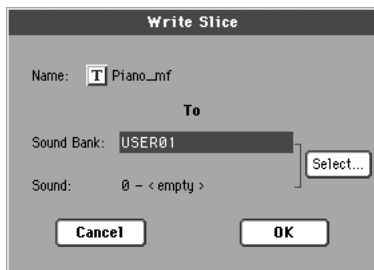 Write Slice
Name: T Piano_mf
To
Sound Bank: USER01
Select...
Sound: 0 - < empty >
Cancel OK